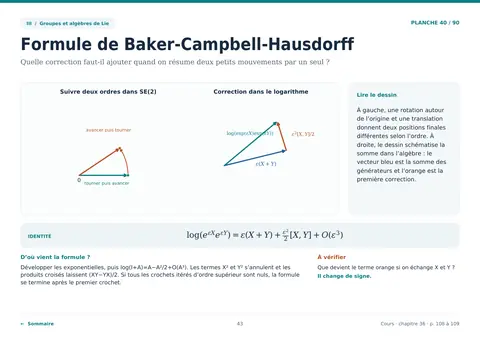 III / Groupes et algèbres de Lie
PLANCHE 40 / 90
Formule de Baker-Campbell-Hausdorff
Quelle correction faut-il ajouter quand on résume deux petits mouvements par un seul ?
Suivre deux ordres dans SE(2)
Correction dans le logarithme
avancer puis tourner
0
tourner puis avancer
log(exp(εX)exp(εY))
ε²[X,Y]/2
ε(X + Y)
Lire le dessin
À gauche, une rotation autour
de l'origine et une translation
donnent deux positions finales
différentes selon l'ordre. À
droite, le dessin schématise la
somme dans l'algèbre : le
vecteur bleu est la somme des
générateurs et l'orange est la
première correction.
IDENTITÉ
log(e^{εX}e^{εY}) = ε(X + Y) + ε²/2 [X, Y] + O(ε³)
D'où vient la formule ?
Développer les exponentielles, puis log(I+A)=A−A²/2+O(A³). Les termes X² et Y² s'annulent et les
produits croisés laissent (XY−YX)/2. Si tous les crochets itérés d'ordre supérieur sont nuls, la formule
se termine après le premier crochet.
À vérifier
Que devient le terme orange si on échange X et Y ?
Il change de signe.
← Sommaire
43
Cours · chapitre 36 · p. 108 à 109